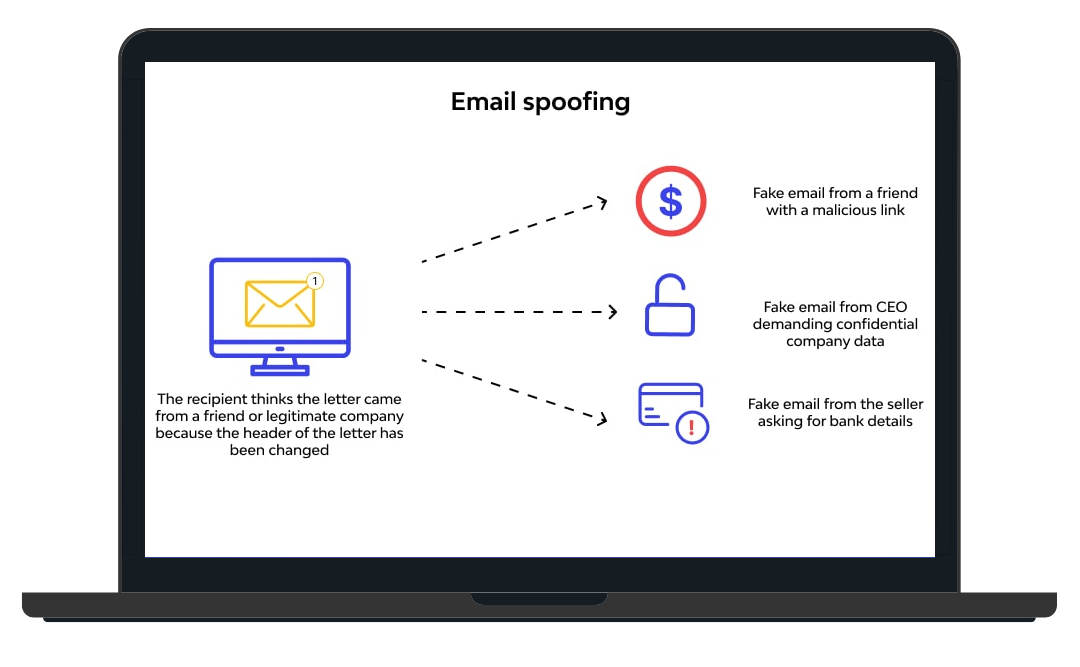 Email spoofing
1
The recipient thinks the letter came
from a friend or legitimate company
because the header of the letter has
been changed
$
Fake email from a friend
with a malicious link
Fake email from CEO
demanding confidential
company data
!
Fake email from the seller
asking for bank details